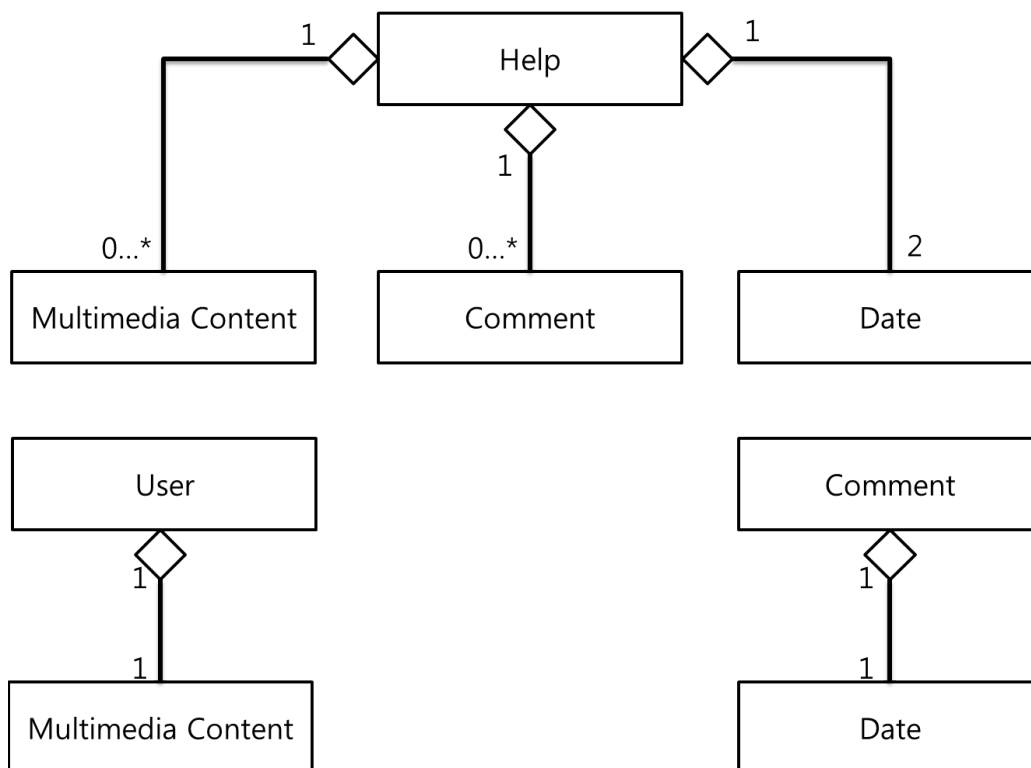 1
Help
1
1
0...*
0...*
2
Multimedia Content
Comment
Date
User
Comment
1
1
1
1
Multimedia Content
Date